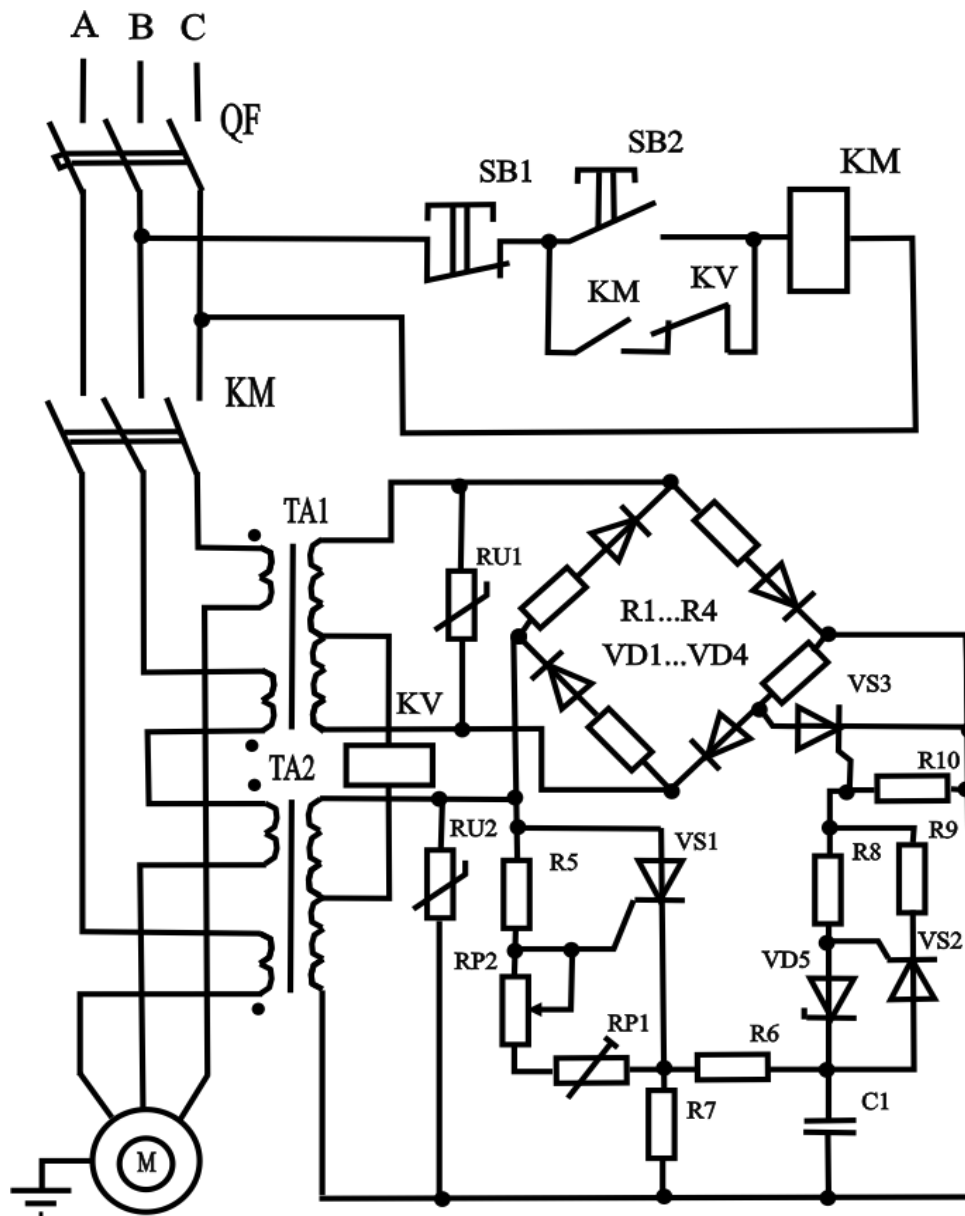 A B C
QF
SB1
SB2
KM
KM
KV
KM
TA1
RU1
R1...R4
VD1...VD4
VS3
KV
TA2
R10
RU2
VS1
R9
R5
R8
RP2
VD5
VS2
RP1
R6
R7
C1
M